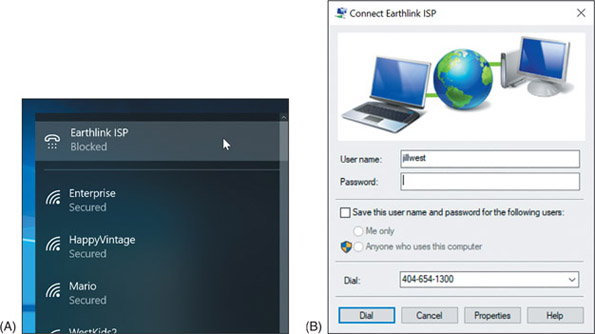 Earthlink ISP
Blocked
Enterprise
Secured
HappyVintage
Secured
Mario
Secured
WestKids2
(A)
Connect Earthlink ISP
User name: jillwest
Password:
Save this user name and password for the following users:
Me only
Anyone who uses this computer
Dial: 404-654-1300
Dial Cancel Properties Help
(B)